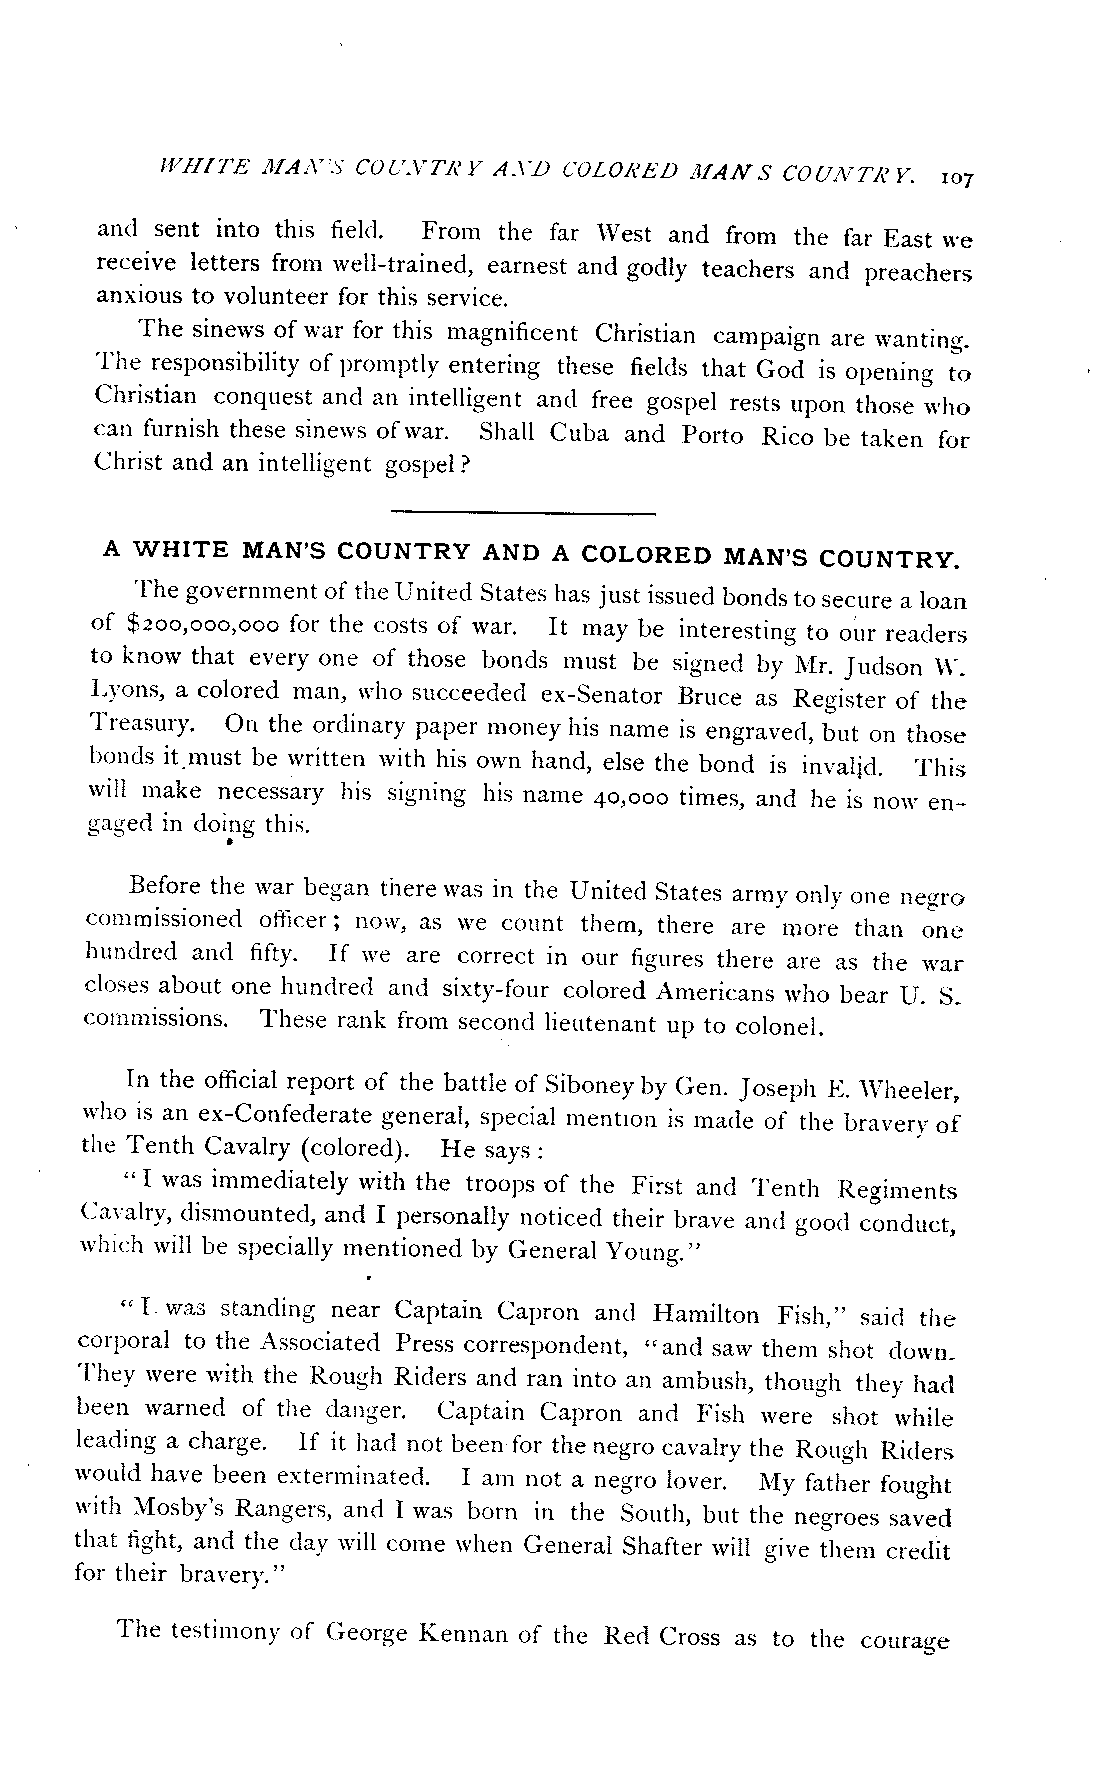 WHITE MAN'S COUNTRY AND COLORED MAN S COUNTRY. 107
and sent into this field. From the far West and from the far East we
receive letters from well-trained, earnest and godly teachers and preachers
anxious to volunteer for this service.
The sinews of war for this magnificent Christian campaign are wanting.
The responsibility of promptly entering these fields that God is opening to
Christian conquest and an intelligent and free gospel rests upon those who
can furnish these sinews of war. Shall Cuba and Porto Rico be taken for
Christ and an intelligent gospel?
A WHITE MAN'S COUNTRY AND A COLORED MAN'S COUNTRY.
The government of the United States has just issued bonds to secure a loan
of $200,000,000 for the costs of war. It may be interesting to our readers
to know that every one of those bonds must be signed by Mr. Judson W.
Lyons, a colored man, who succeeded ex-Senator Bruce as Register of the
Treasury. On the ordinary paper money his name is engraved, but on those
bonds it must be written with his own hand, else the bond is invalid. This
will make necessary his signing his name 40,000 times, and he is now en-
gaged in doing this.
Before the war began there was in the United States army only one negro
commissioned officer; now, as we count them, there are more than one
hundred and fifty. If we are correct in our figures there are as the war
closes about one hundred and sixty-four colored Americans who bear U. S.
commissions. These rank from second lieutenant up to colonel.
In the official report of the battle of Siboney by Gen. Joseph E. Wheeler,
who is an ex-Confederate general, special mention is made of the bravery of
the Tenth Cavalry (colored). He says:
"I was immediately with the troops of the First and Tenth Regiments
Cavalry, dismounted, and I personally noticed their brave and good conduct,
which will be specially mentioned by General Young."
"I was standing near Captain Capron and Hamilton Fish," said the
corporal to the Associated Press correspondent, "and saw them shot down.
They were with the Rough Riders and ran into an ambush, though they had
been warned of the danger. Captain Capron and Fish were shot while
leading a charge. If it had not been for the negro cavalry the Rough Riders
would have been exterminated. I am not a negro lover. My father fought
with Mosby's Rangers, and I was born in the South, but the negroes saved
that fight, and the day will come when General Shafter will give them credit
for their bravery."
The testimony of George Kennan of the Red Cross as to the courage